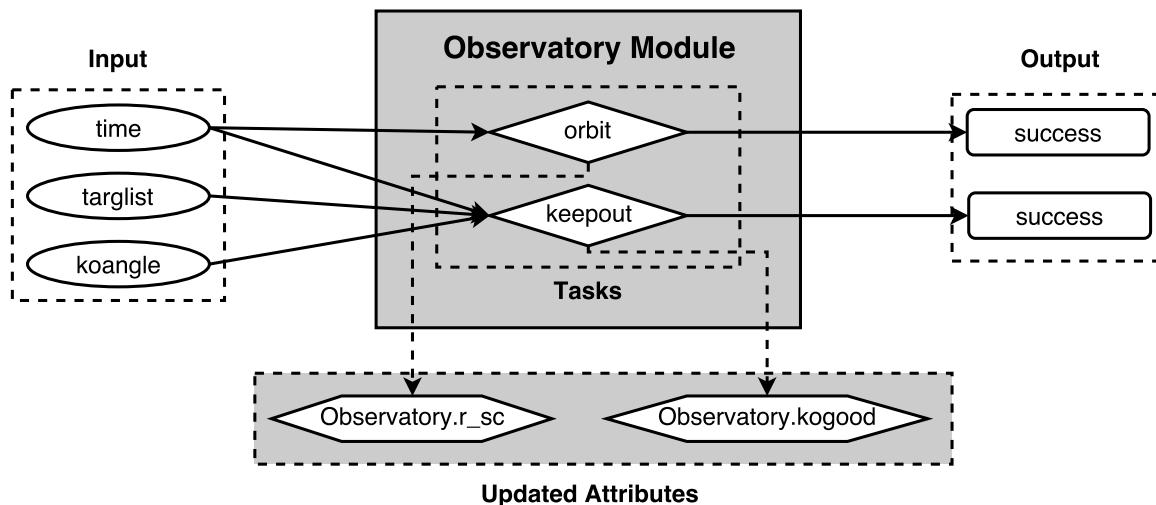 Observatory Module
Input
Output
time
orbit
success
targlist
keepout
success
koangle
Tasks
Observatory.r_sc
Observatory.kogood
Updated Attributes